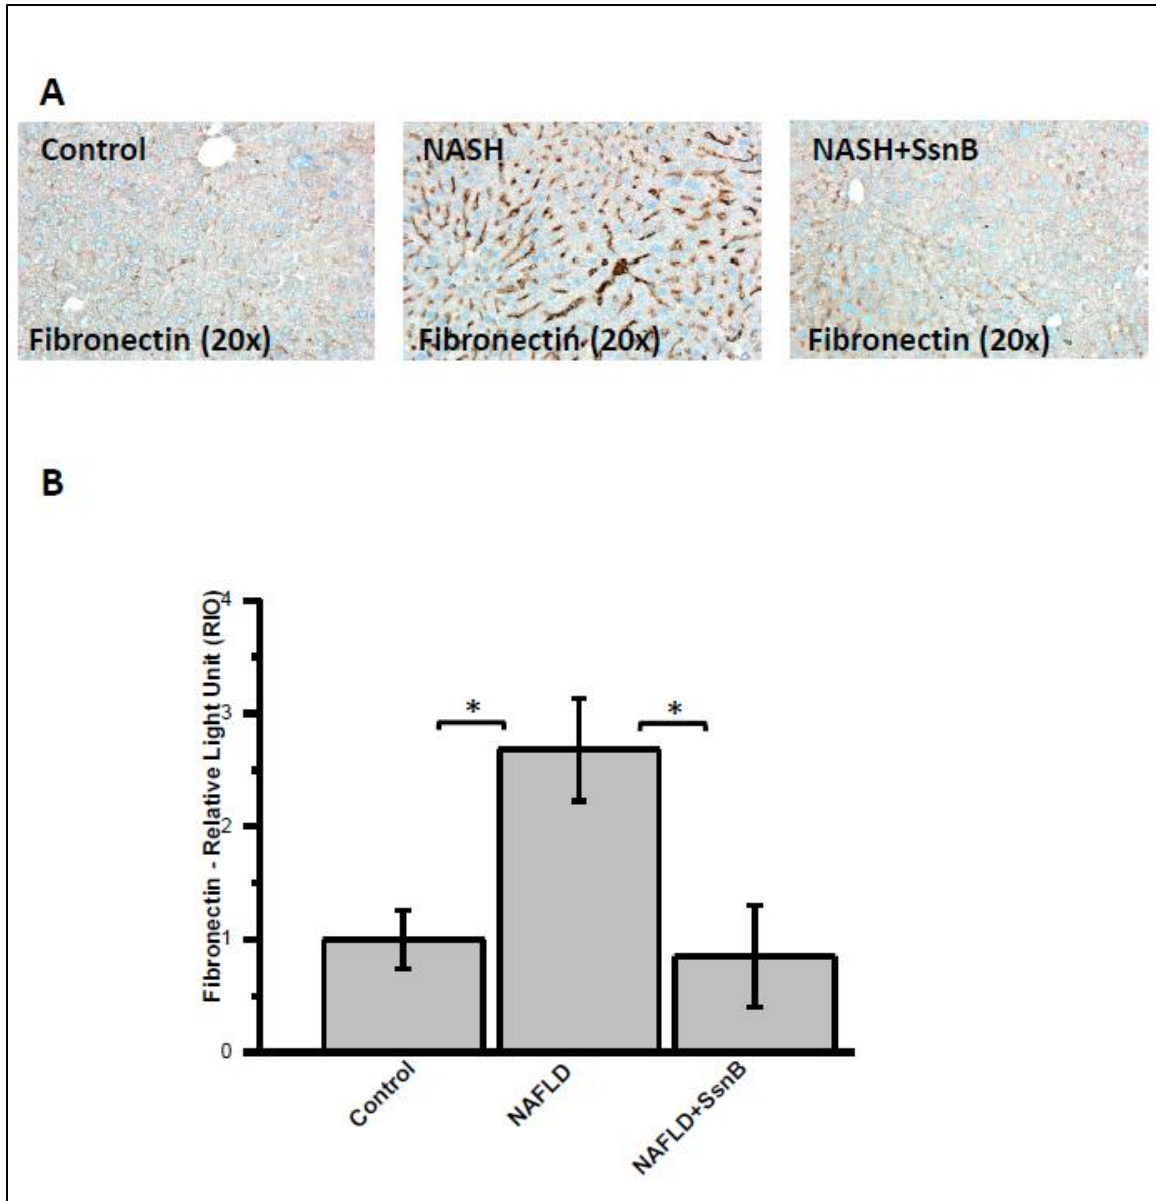 A
Control
NASH
NASH+SsnB
Fibronectin (20x)
Fibronectin (20x)
Fibronectin (20x)
B
Fibronectin - Relative Light Unit (RIO)
4
3
2
1
0
*
*
Control
NAFLD
NAFLD+SsnB